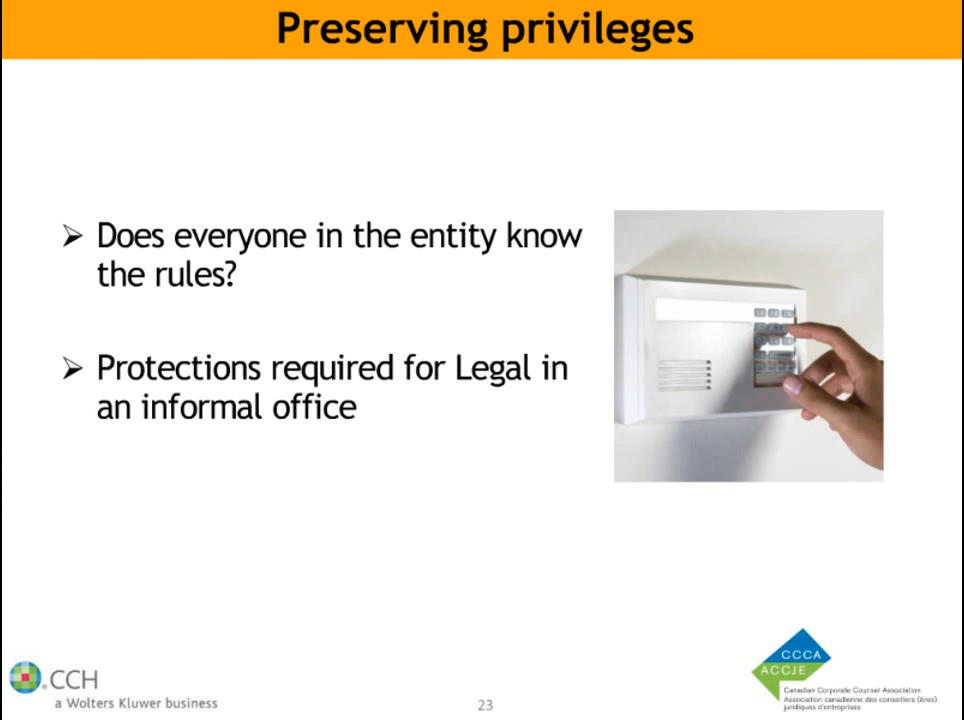 Preserving privileges
Does everyone in the entity know
the rules?
Protections required for Legal in
an informal office
CCH
a Wolters Kluwer business
23
CCCA
ACCJE
Canadian Corporate Counsel Association
Association canadienne des conseillers (ères)
juridiques d'entreprises